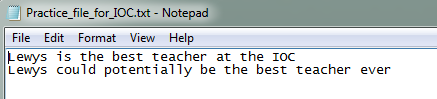 Practice_file_for_IOC.txt - Notepad
File Edit Format View Help
Lewys is the best teacher at the IOC
Lewys could potentially be the best teacher ever